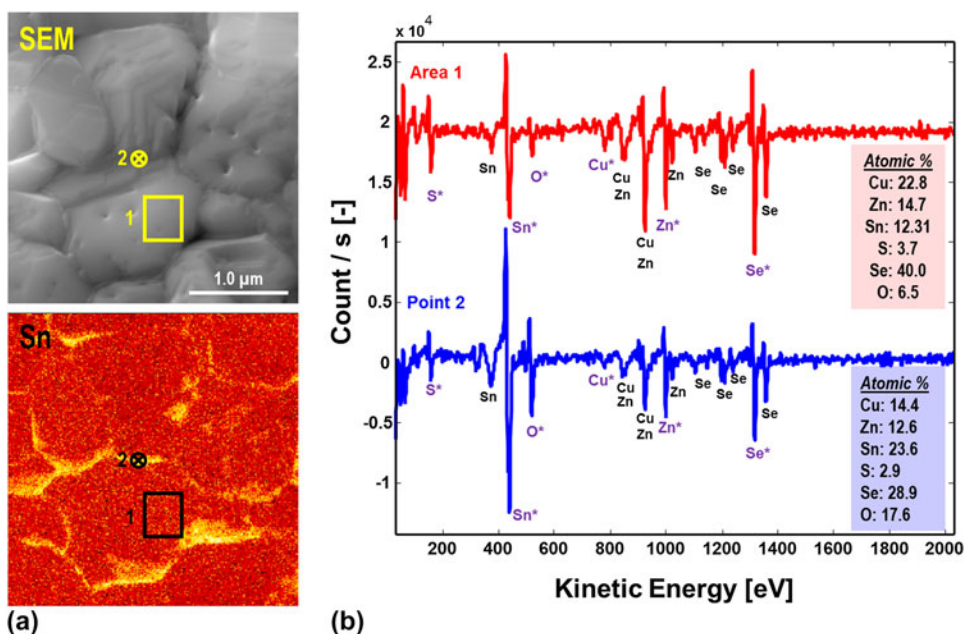 SEM
2
1
1.0 µm
Sn
2
1
(a)
x 10⁴
2.5
2
1.5
1
0.5
0
-0.5
-1
Count / s [-]
Area 1
S*
Sn
Sn*
O*
Cu*
Cu
Zn
Cu
Zn
Zn*
Zn
Se
Se
Se
Se
Se*
Se
Atomic %
Cu: 22.8
Zn: 14.7
Sn: 12.31
S: 3.7
Se: 40.0
O: 6.5
Point 2
S*
Sn
Sn*
O*
Cu*
Cu
Zn
Cu
Zn
Zn*
Zn
Se
Se
Se
Se*
Se
Atomic %
Cu: 14.4
Zn: 12.6
Sn: 23.6
S: 2.9
Se: 28.9
O: 17.6
200 400 600 800 1000 1200 1400 1600 1800 2000
Kinetic Energy [eV]
(b)